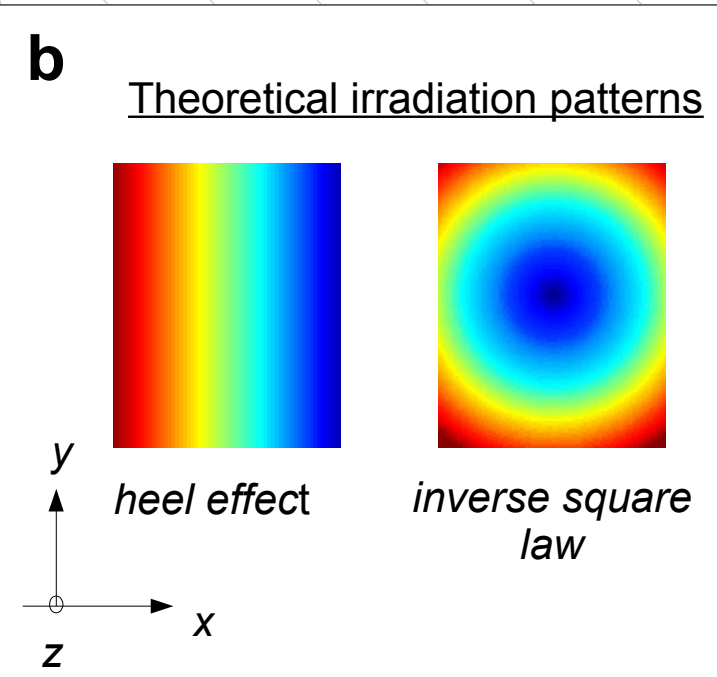 b
Theoretical irradiation patterns
heel effect
inverse square
law
y
x
z